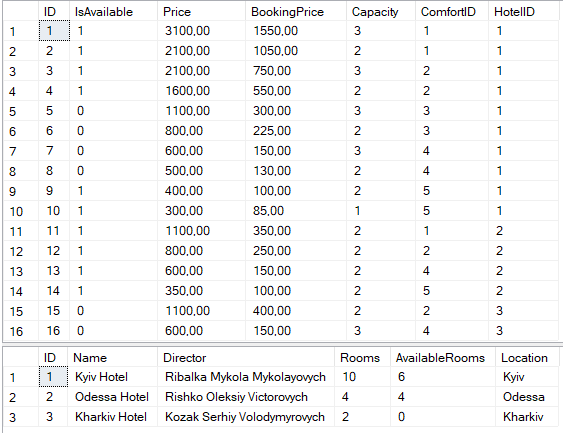 ID IsAvailable Price BookingPrice Capacity ComfortID HotelID
1 1 1 3100,00 1550,00 3 1 1
2 2 1 2100,00 1050,00 2 1 1
3 3 1 2100,00 750,00 3 2 1
4 4 1 1600,00 550,00 2 2 1
5 5 0 1100,00 300,00 3 3 1
6 6 0 800,00 225,00 2 3 1
7 7 0 600,00 150,00 3 4 1
8 8 0 500,00 130,00 2 4 1
9 9 1 400,00 100,00 2 5 1
10 10 1 300,00 85,00 1 5 1
11 11 1 1100,00 350,00 2 1 2
12 12 1 800,00 250,00 2 2 2
13 13 1 600,00 150,00 2 4 2
14 14 1 350,00 100,00 2 5 2
15 15 0 1100,00 400,00 2 2 3
16 16 0 600,00 150,00 3 4 3
ID Name Director Rooms AvailableRooms Location
1 1 Kyiv Hotel Ribalka Mykola Mykolayovych 10 6 Kyiv
2 2 Odessa Hotel Rishko Oleksiy Victorovych 4 4 Odessa
3 3 Kharkiv Hotel Kozak Serhiy Volodymyrovych 2 0 Kharkiv